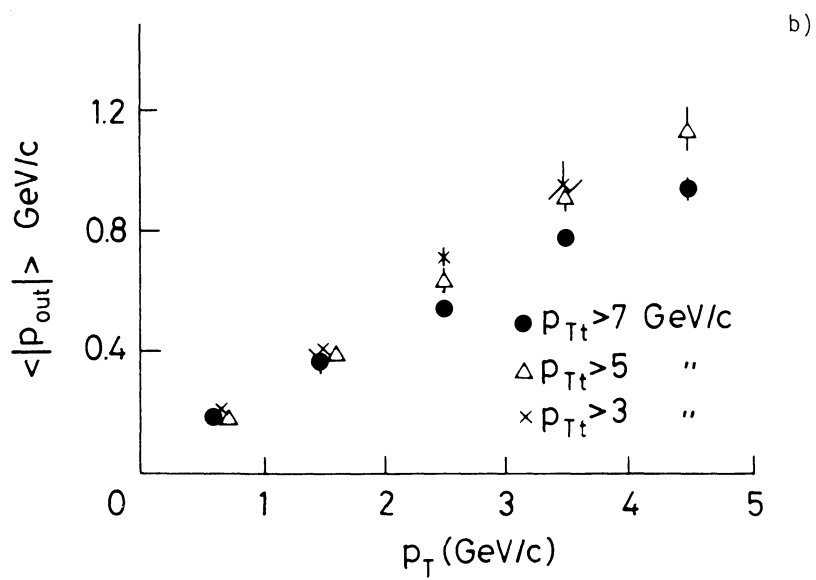 b)
<|p_out|> GeV/c
1.2
0.8
0.4
0 1 2 3 4 5
p_T (GeV/c)
● p_Tt>7 GeV/c
△ p_Tt>5 "
× p_Tt>3 "